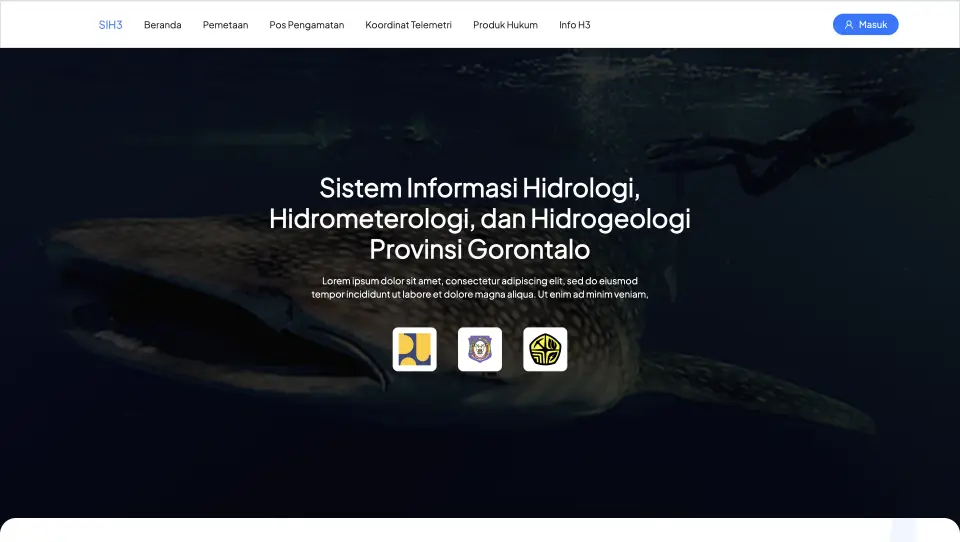 SIH3
Beranda
Pemetaan
Pos Pengamatan
Koordinat Telemetri
Produk Hukum
Info H3
Masuk
Sistem Informasi Hidrologi,
Hidrometerologi, dan Hidrogeologi
Provinsi Gorontalo
Lorem ipsum dolor sit amet, consectetur adipiscing elit, sed do eiusmod
tempor incididunt ut labore et dolore magna aliqua. Ut enim ad minim veniam,